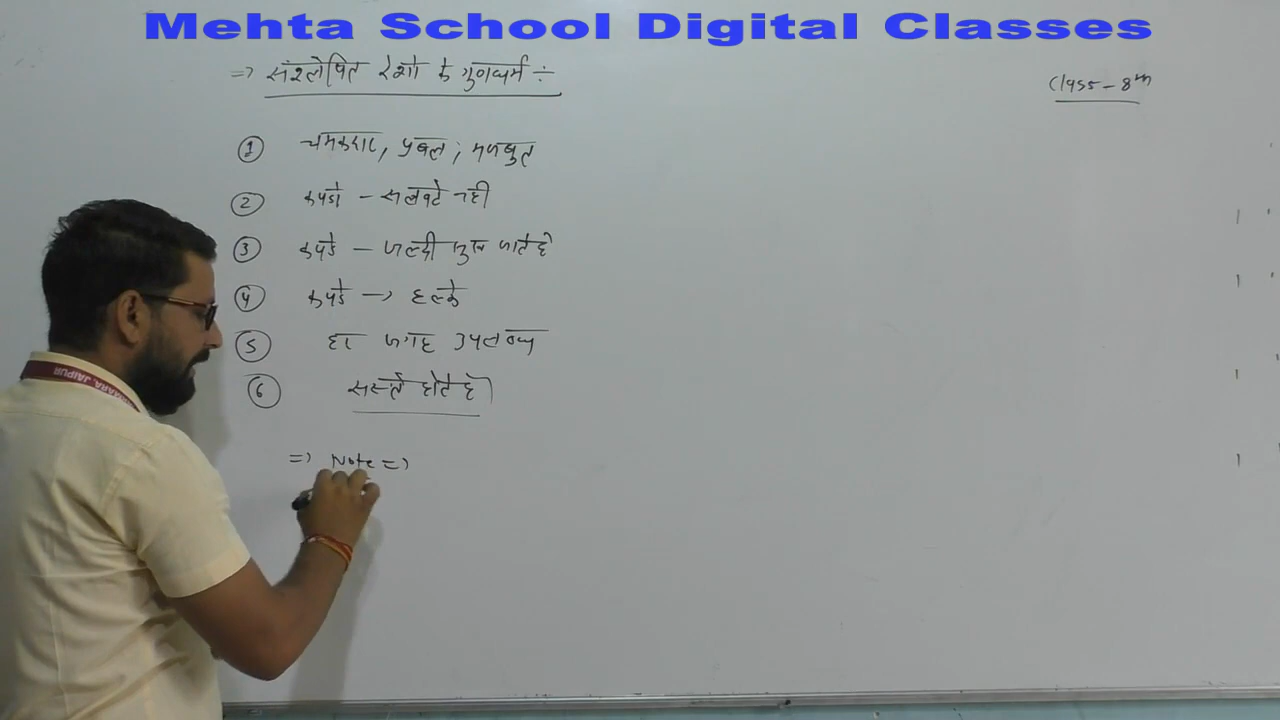 Mehta School Digital Classes
=> संश्लेषित रेशो के गुणधर्म ÷
Class - 8th
① चमकदार, प्रबल, मजबुत
② कपडो - सलवटे नही
③ कपडे - जल्दी सुख जाते है
④ कपडे -> हल्के
⑤ हर जगह उपलब्ध
⑥ सस्ते होते है।
=> Note =>
JAIPUR